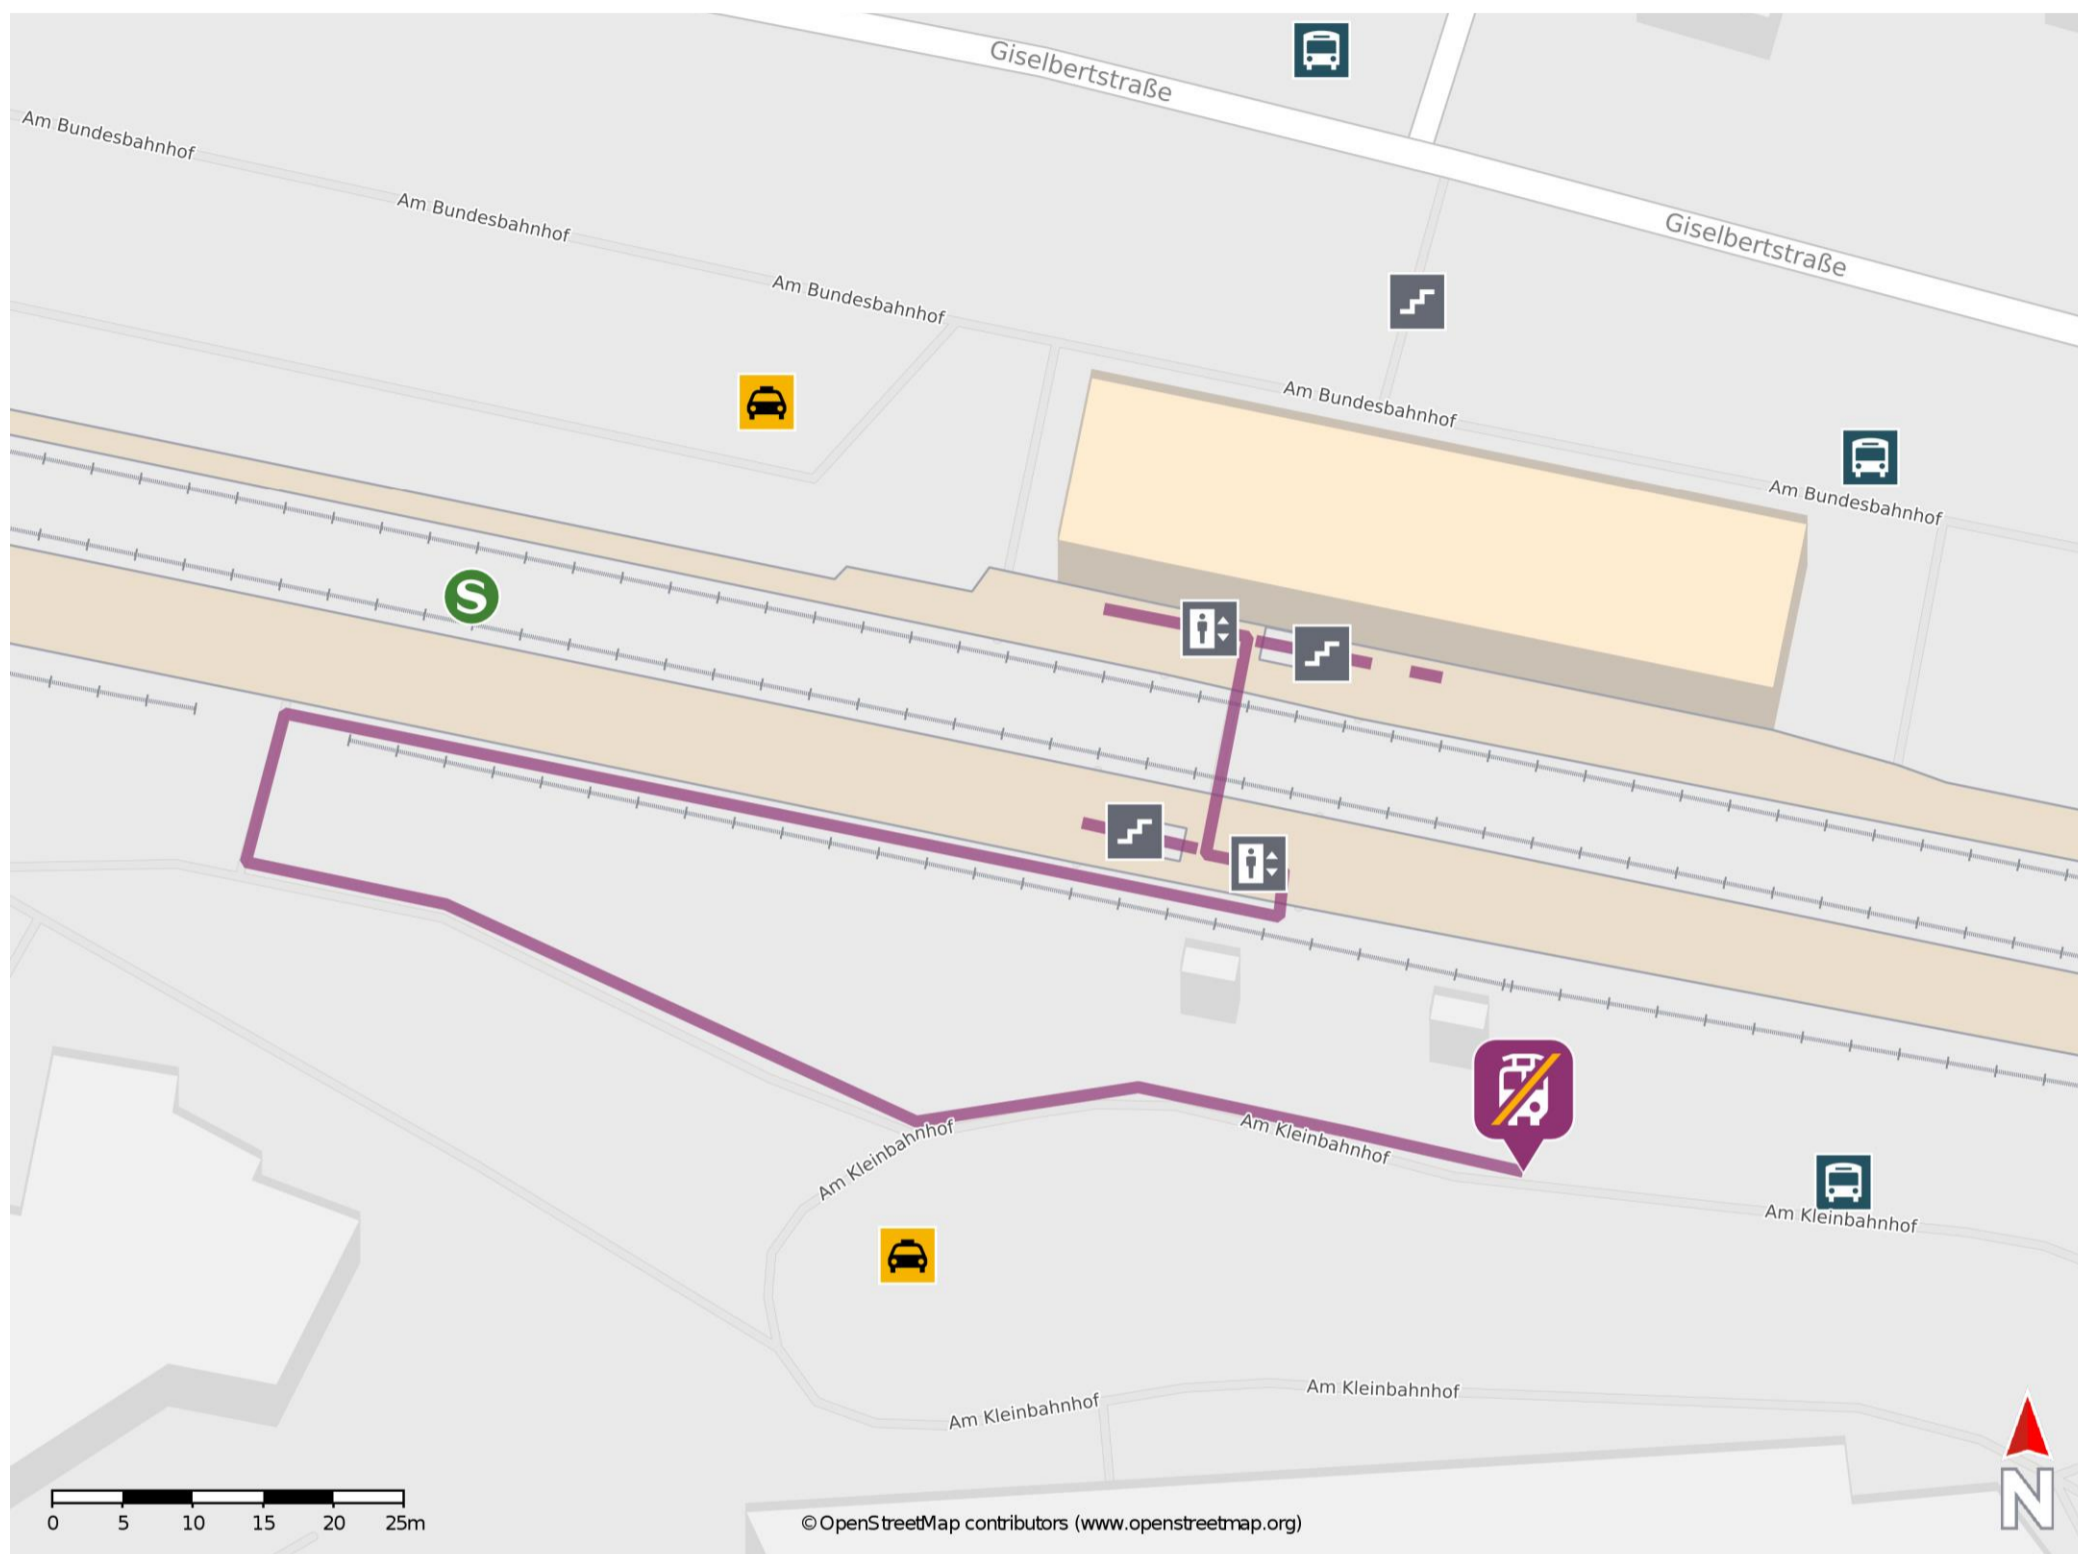 Giselbertstraße
Am Bundesbahnhof
Am Bundesbahnhof
Giselbertstraße
Am Bundesbahnhof
Am Bundesbahnhof
Am Bundesbahnhof
S
Am Kleinbahnhof
Am Kleinbahnhof
Am Kleinbahnhof
Am Kleinbahnhof
Am Kleinbahnhof
0 5 10 15 20 25m
© OpenStreetMap contributors (www.openstreetmap.org)
N